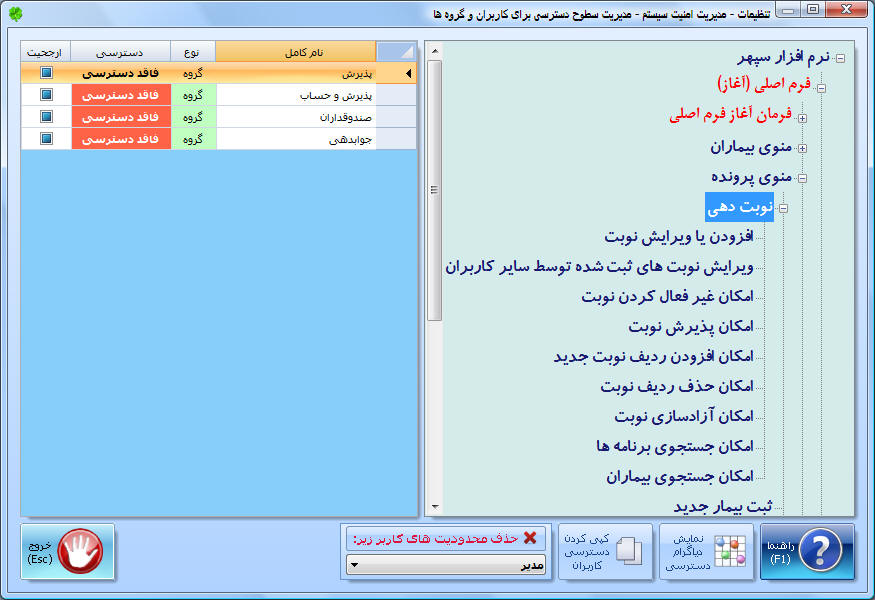 تنظیمات - مدیریت امنیت سیستم - مدیریت سطوح دسترسی برای کاربران و گروه ها
نرم افزار سپهر
فرم اصلی (آغاز)
فرمان آغاز فرم اصلی
منوی بیماران
منوی پرونده
نوبت دهی
افزودن یا ویرایش نوبت
ویرایش نوبت های ثبت شده توسط سایر کاربران
امکان غیر فعال کردن نوبت
امکان پذیرش نوبت
امکان افزودن ردیف نوبت جدید
امکان حذف ردیف نوبت
امکان آزادسازی نوبت
امکان جستجوی برنامه ها
امکان جستجوی بیماران
ثبت بیمار جدید
نام کامل نوع دسترسی ارجحیت
پذیرش گروه فاقد دسترسی
پذیرش و حساب گروه فاقد دسترسی
صندوقداران گروه فاقد دسترسی
جوابدهی گروه فاقد دسترسی
راهنما
(F1)
نمایش
دیاگرام
دسترسی
کپی کردن
دسترسی
کاربران
حذف محدودیت های کاربر زیر:
مدیر
خروج
(Esc)